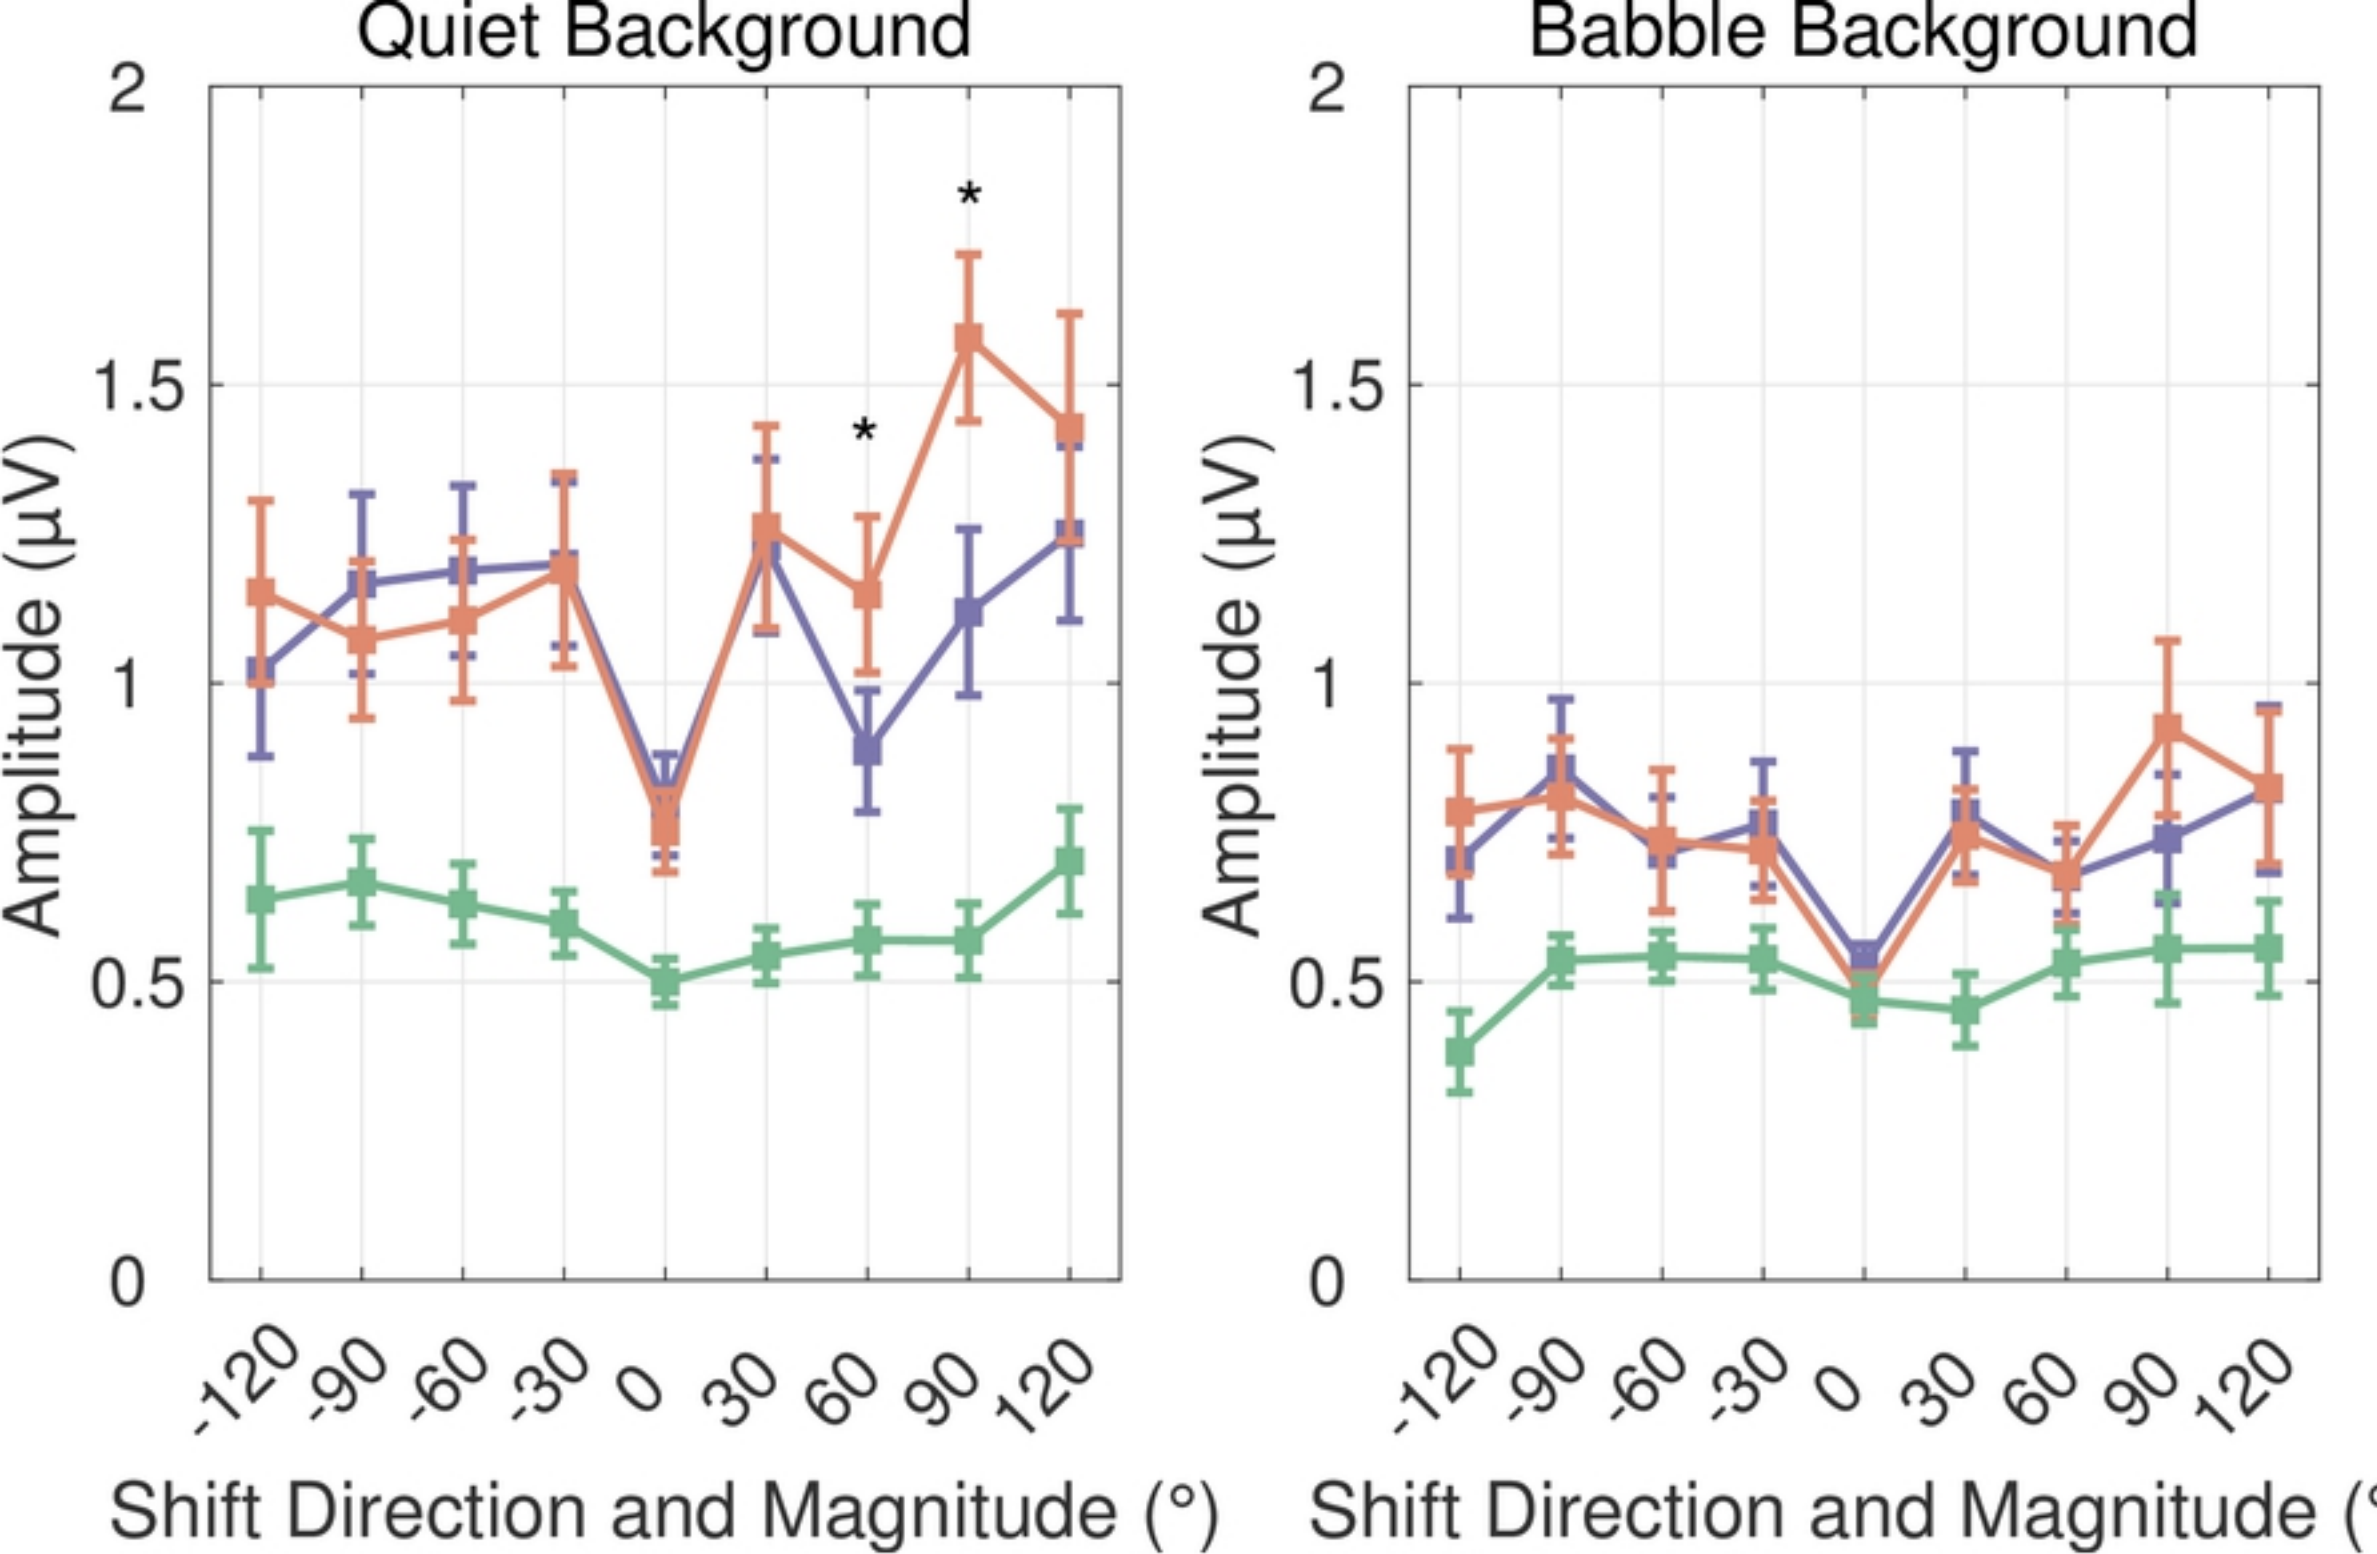 Quiet Background
Babble Background
Amplitude (μV)
2
1.5
1
0.5
0
-120 -90 -60 -30 0 30 60 90 120
Shift Direction and Magnitude (°)
*
*
Amplitude (μV)
2
1.5
1
0.5
0
-120 -90 -60 -30 0 30 60 90 120
Shift Direction and Magnitude (°